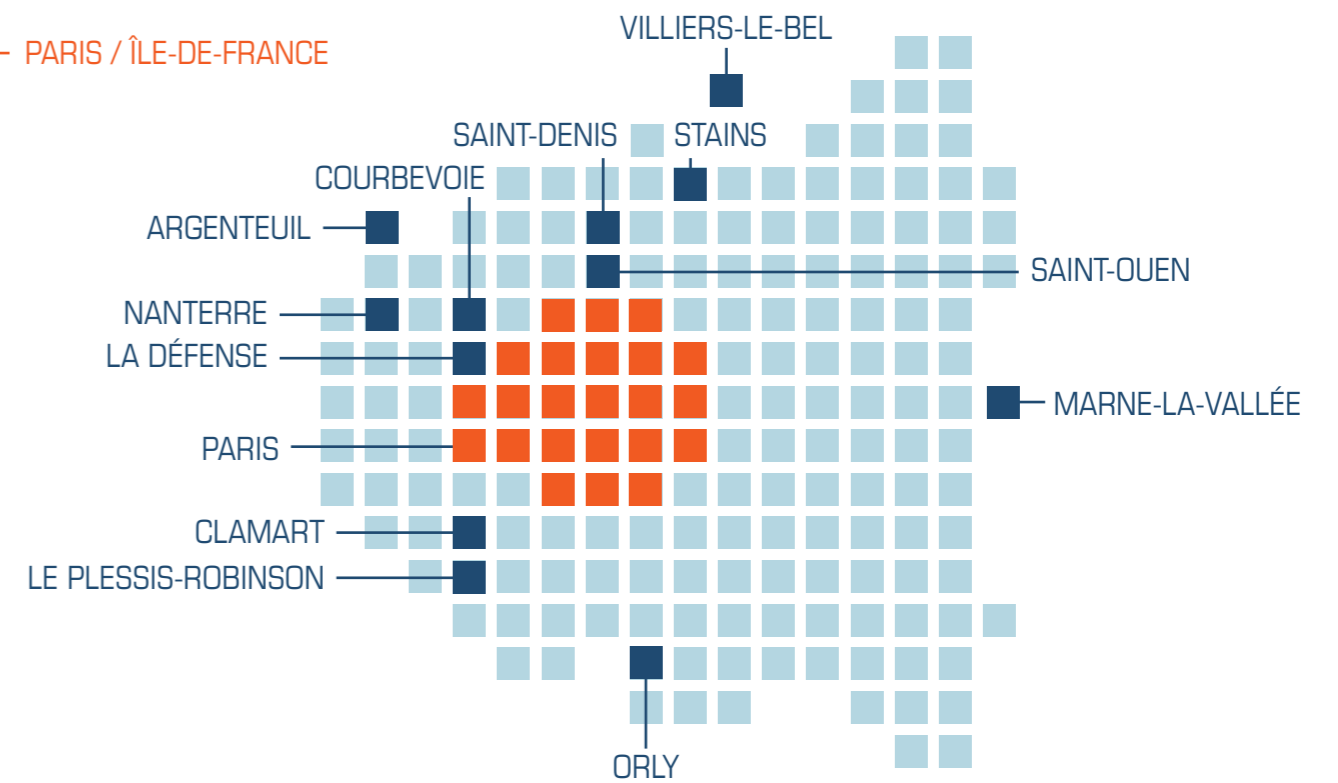 PARIS / ÎLE-DE-FRANCE
VILLIERS-LE-BEL
SAINT-DENIS
STAINS
COURBEVOIE
ARGENTEUIL
SAINT-OUEN
NANTERRE
LA DÉFENSE
MARNE-LA-VALLÉE
PARIS
CLAMART
LE PLESSIS-ROBINSON
ORLY